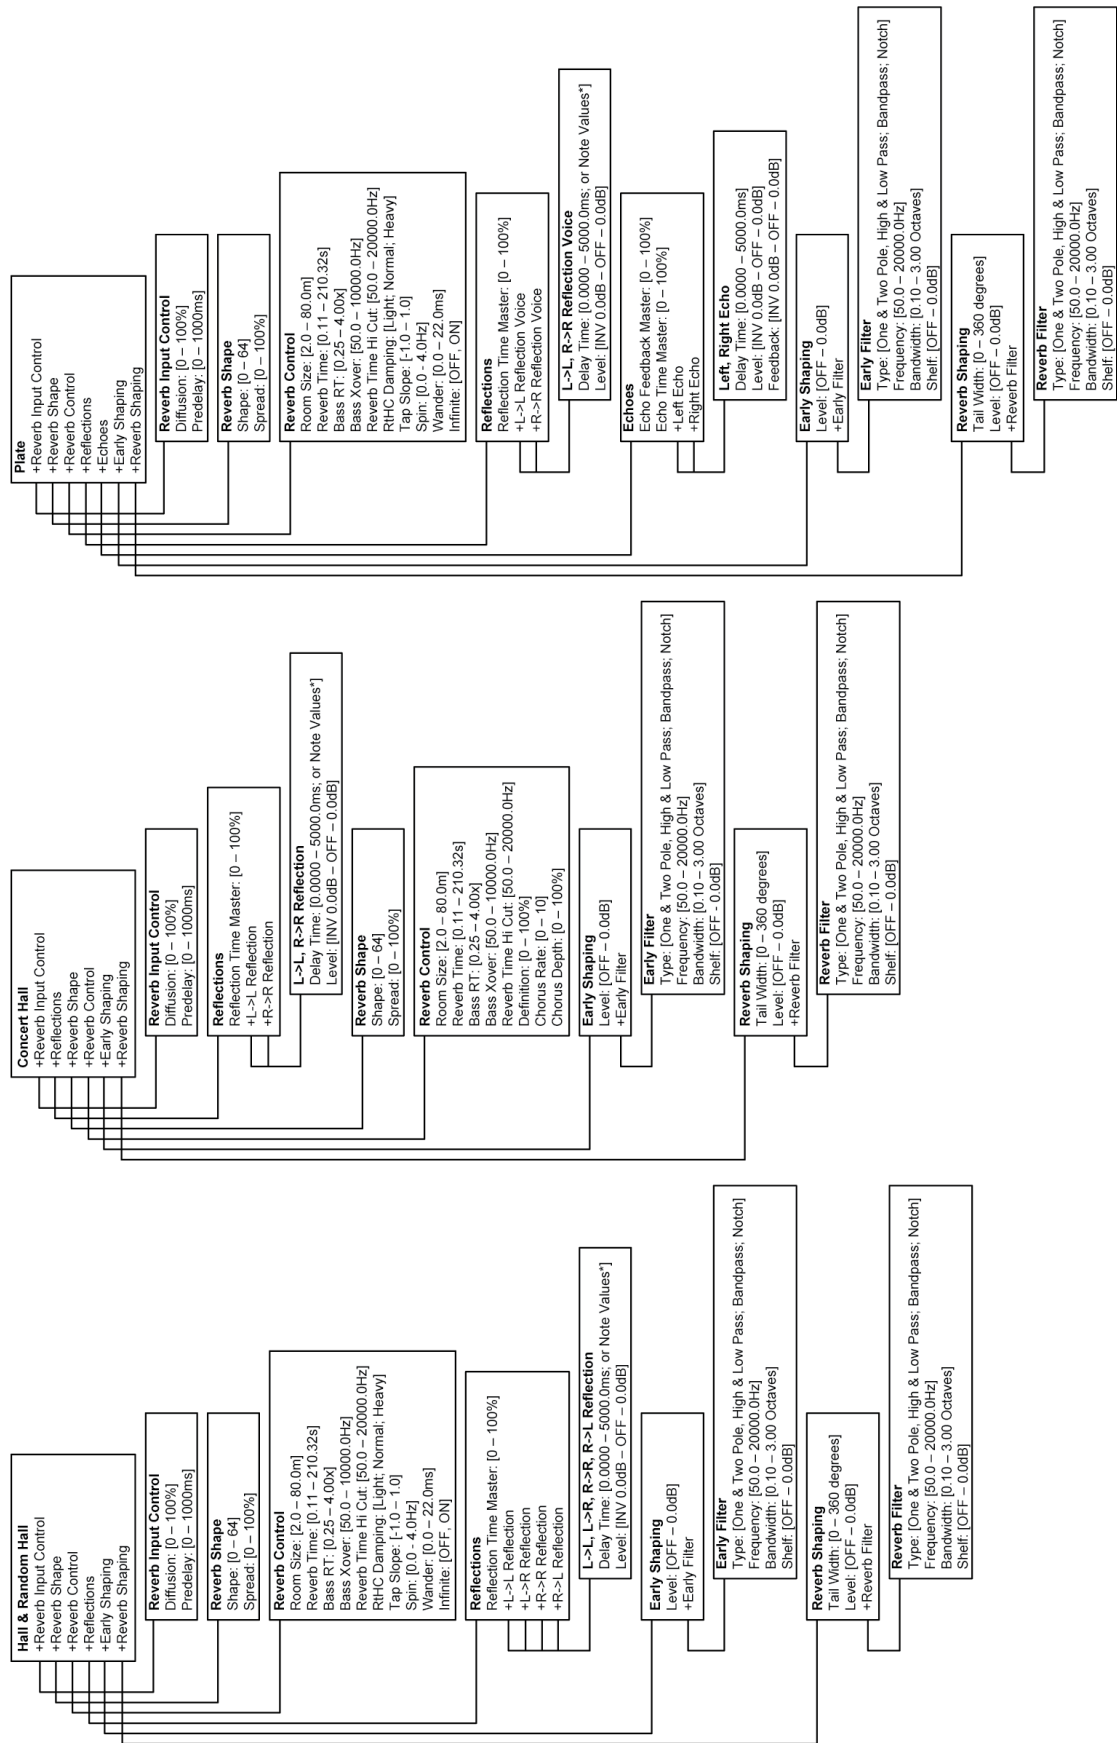 Hall & Random Hall
+Reverb Input Control
+Reverb Shape
+Reverb Control
+Reflections
+Early Shaping
+Reverb Shaping
Reverb Input Control
Diffusion: [0 – 100%]
Predelay: [0 – 1000ms]
Reverb Shape
Shape: [0 – 64]
Spread: [0 – 100%]
Reverb Control
Room Size: [2.0 – 80.0m]
Reverb Time: [0.11 – 210.32s]
Bass RT: [0.25 – 4.00x]
Bass Xover: [50.0 – 10000.0Hz]
Reverb Time Hi Cut: [50.0 – 20000.0Hz]
RtHC Damping: [Light; Normal; Heavy]
Tap Slope: [-1.0 – 1.0]
Spin: [0.0 - 4.0Hz]
Wander: [0.0 – 22.0ms]
Infinite: [OFF, ON]
Reflections
Reflection Time Master: [0 – 100%]
+L->L Reflection
+L->R Reflection
+R->R Reflection
+R->L Reflection
L->L, L->R, R->R, R->L Reflection
Delay Time: [0.0000 – 5000.0ms; or Note Values*]
Level: [INV 0.0dB – OFF – 0.0dB]
Early Shaping
Level: [OFF – 0.0dB]
+Early Filter
Early Filter
Type: [One & Two Pole, High & Low Pass; Bandpass; Notch]
Frequency: [50.0 – 20000.0Hz]
Bandwidth: [0.10 – 3.00 Octaves]
Shelf: [OFF – 0.0dB]
Reverb Shaping
Tail Width: [0 – 360 degrees]
Level: [OFF – 0.0dB]
+Reverb Filter
Reverb Filter
Type: [One & Two Pole, High & Low Pass; Bandpass; Notch]
Frequency: [50.0 – 20000.0Hz]
Bandwidth: [0.10 – 3.00 Octaves]
Shelf: [OFF – 0.0dB]
Concert Hall
+Reverb Input Control
+Reflections
+Reverb Shape
+Reverb Control
+Early Shaping
+Reverb Shaping
Reverb Input Control
Diffusion: [0 – 100%]
Predelay: [0 – 1000ms]
Reflections
Reflection Time Master: [0 – 100%]
+L->L Reflection
+R->R Reflection
L->L, R->R Reflection
Delay Time: [0.0000 – 5000.0ms; or Note Values*]
Level: [INV 0.0dB – OFF – 0.0dB]
Reverb Shape
Shape: [0 – 64]
Spread: [0 – 100%]
Reverb Control
Room Size: [2.0 – 80.0m]
Reverb Time: [0.11 – 210.32s]
Bass RT: [0.25 – 4.00x]
Bass Xover: [50.0 – 10000.0Hz]
Reverb Time Hi Cut: [50.0 – 20000.0Hz]
Definition: [0 – 100%]
Chorus Rate: [0 – 10]
Chorus Depth: [0 – 100%]
Early Shaping
Level: [OFF – 0.0dB]
+Early Filter
Early Filter
Type: [One & Two Pole, High & Low Pass; Bandpass; Notch]
Frequency: [50.0 – 20000.0Hz]
Bandwidth: [0.10 – 3.00 Octaves]
Shelf: [OFF - 0.0dB]
Reverb Shaping
Tail Width: [0 – 360 degrees]
Level: [OFF – 0.0dB]
+Reverb Filter
Reverb Filter
Type: [One & Two Pole, High & Low Pass; Bandpass; Notch]
Frequency: [50.0 – 20000.0Hz]
Bandwidth: [0.10 – 3.00 Octaves]
Shelf: [OFF – 0.0dB]
Plate
+Reverb Input Control
+Reverb Shape
+Reverb Control
+Reflections
+Echoes
+Early Shaping
+Reverb Shaping
Reverb Input Control
Diffusion: [0 – 100%]
Predelay: [0 – 1000ms]
Reverb Shape
Shape: [0 – 64]
Spread: [0 – 100%]
Reverb Control
Room Size: [2.0 – 80.0m]
Reverb Time: [0.11 – 210.32s]
Bass RT: [0.25 – 4.00x]
Bass Xover: [50.0 – 10000.0Hz]
Reverb Time Hi Cut: [50.0 – 20000.0Hz]
RtHC Damping: [Light; Normal; Heavy]
Tap Slope: [-1.0 – 1.0]
Spin: [0.0 - 4.0Hz]
Wander: [0.0 – 22.0ms]
Infinite: [OFF, ON]
Reflections
Reflection Time Master: [0 – 100%]
+L->L Reflection Voice
+R->R Reflection Voice
L->L, R->R Reflection Voice
Delay Time: [0.0000 – 5000.0ms; or Note Values*]
Level: [INV 0.0dB – OFF – 0.0dB]
Echoes
Echo Feedback Master: [0 – 100%
Echo Time Master: [0 – 100%]
+Left Echo
+Right Echo
Left, Right Echo
Delay Time: [0.0000 – 5000.0ms]
Level: [INV 0.0dB – OFF – 0.0dB]
Feedback: [INV 0.0dB – OFF – 0.0dB]
Early Shaping
Level: [OFF – 0.0dB]
+Early Filter
Early Filter
Type: [One & Two Pole, High & Low Pass; Bandpass; Notch]
Frequency: [50.0 – 20000.0Hz]
Bandwidth: [0.10 – 3.00 Octaves]
Shelf: [OFF – 0.0dB]
Reverb Shaping
Tail Width: [0 – 360 degrees]
Level: [OFF – 0.0dB]
+Reverb Filter
Reverb Filter
Type: [One & Two Pole, High & Low Pass; Bandpass; Notch]
Frequency: [50.0 – 20000.0Hz]
Bandwidth: [0.10 – 3.00 Octaves]
Shelf: [OFF – 0.0dB]